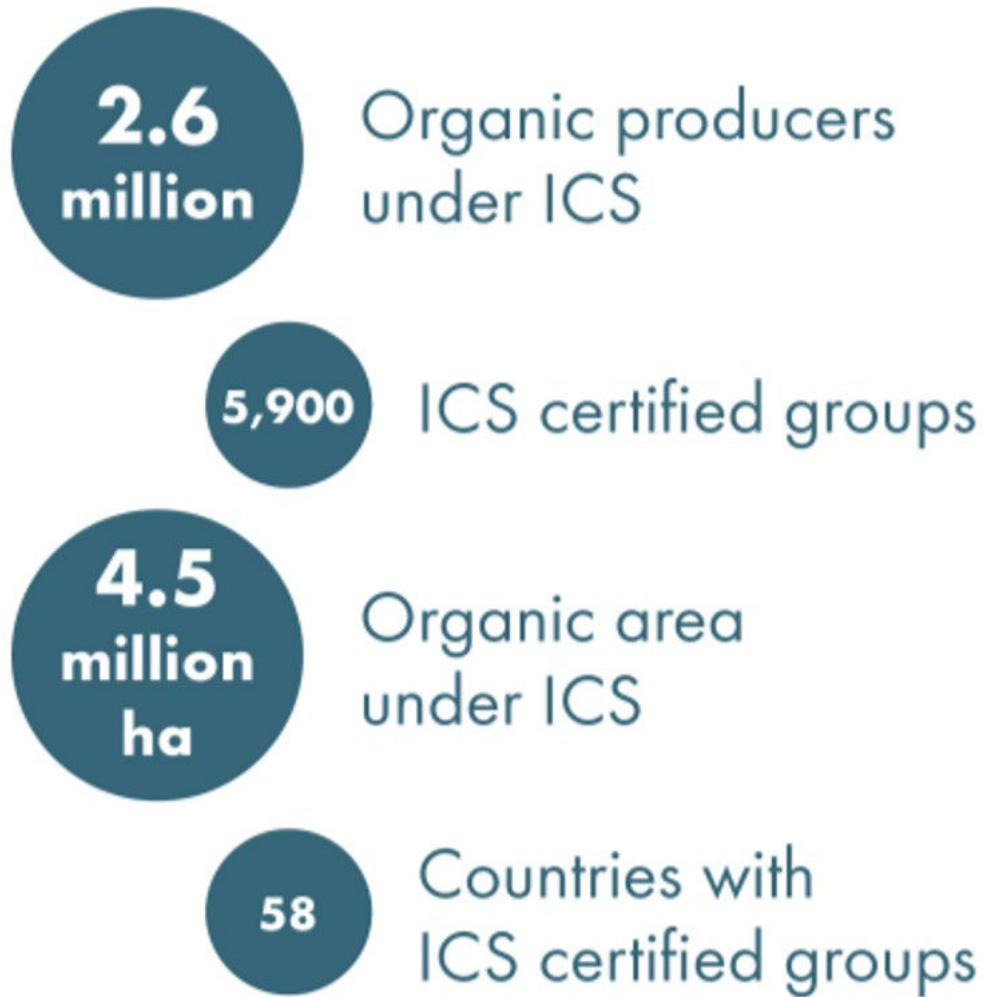 2.6
million
Organic producers
under ICS
5,900
ICS certified groups
4.5
million
ha
Organic area
under ICS
58
Countries with
ICS certified groups